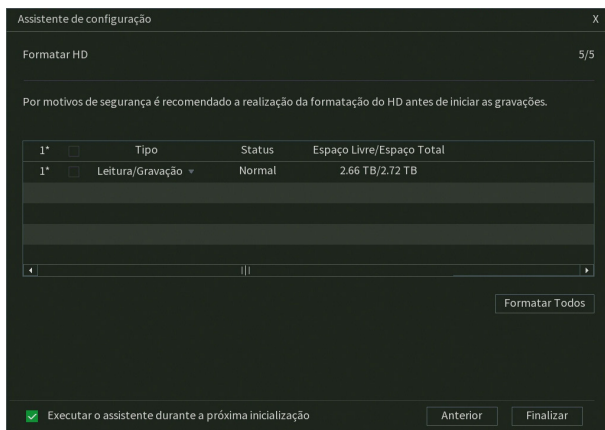 Assistente de configuração X
Formatar HD 5/5
Por motivos de segurança é recomendado a realização da formatação do HD antes de iniciar as gravações.
1* Tipo Status Espaço Livre/Espaço Total
1* Leitura/Gravação Normal 2.66 TB/2.72 TB
Formatar Todos
Executar o assistente durante a próxima inicialização Anterior Finalizar